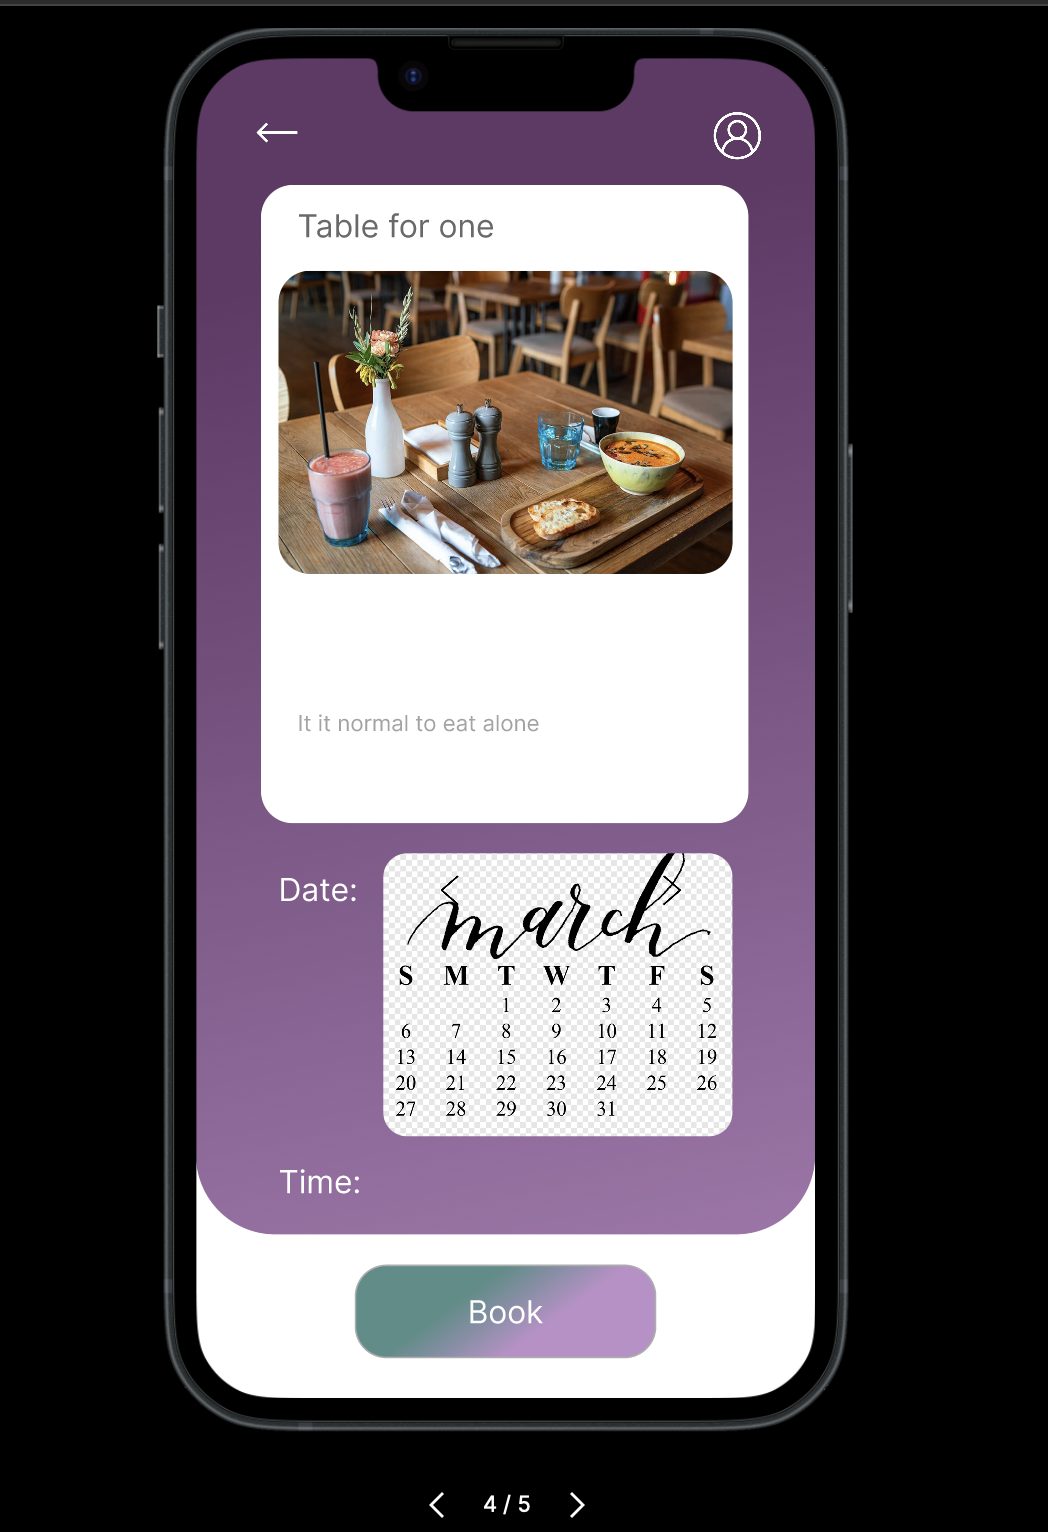 Table for one
It it normal to eat alone
Date:
march
S M T W T F S
1 2 3 4 5
6 7 8 9 10 11 12
13 14 15 16 17 18 19
20 21 22 23 24 25 26
27 28 29 30 31
Time:
Book
4 / 5